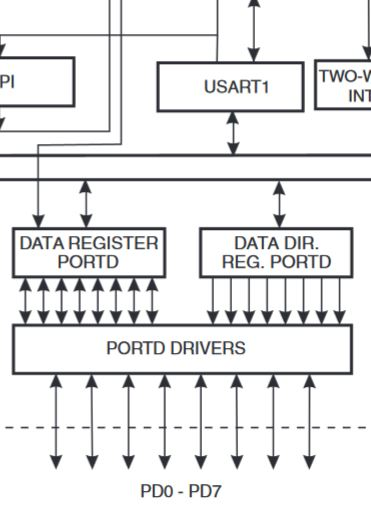 PI
USART1
TWO-W
INT
DATA REGISTER
PORTD
DATA DIR.
REG. PORTD
PORTD DRIVERS
PD0 - PD7